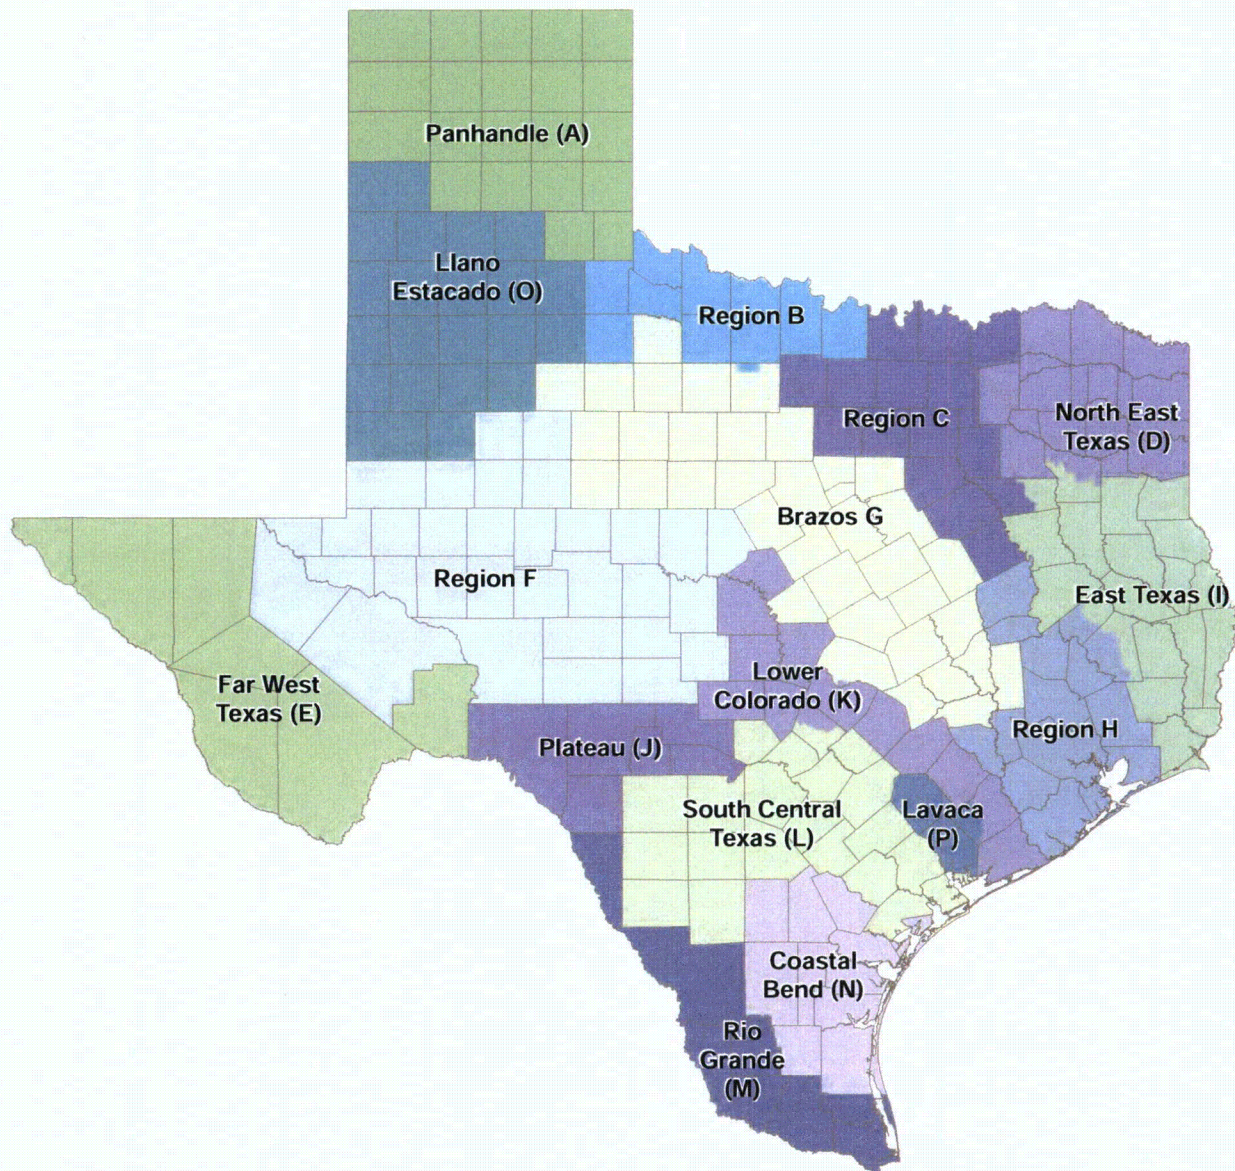 Panhandle (A)
Llano
Estacado (O)
Region B
Region C
North East
Texas (D)
Brazos G
Region F
East Texas (I)
Far West
Texas (E)
Lower
Colorado (K)
Region H
Plateau (J)
South Central
Texas (L)
Lavaca
(P)
Coastal
Bend (N)
Rio
Grande
(M)